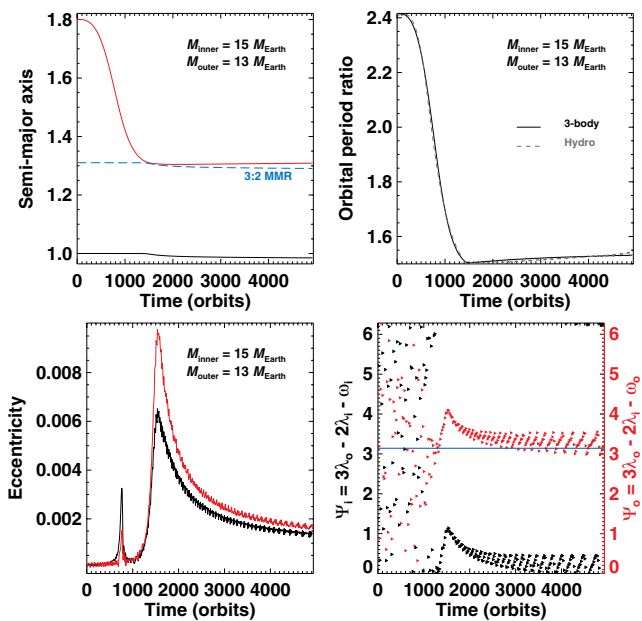 Semi-major axis
1.8
1.6
1.4
1.2
1.0
M_inner = 15 M_Earth
M_outer = 13 M_Earth
3:2 MMR
0 1000 2000 3000 4000
Time (orbits)
Orbital period ratio
2.4
2.2
2.0
1.8
1.6
M_inner = 15 M_Earth
M_outer = 13 M_Earth
3-body
Hydro
0 1000 2000 3000 4000
Time (orbits)
Eccentricity
0.008
0.006
0.004
0.002
M_inner = 15 M_Earth
M_outer = 13 M_Earth
0 1000 2000 3000 4000
Time (orbits)
Ψ_i = 3λ_o - 2λ_i - ω_i
6
5
4
3
2
1
0
0 1000 2000 3000 4000
Time (orbits)
6
5
4
3
2
1
0
Ψ_o = 3λ_o - 2λ_i - ω_o